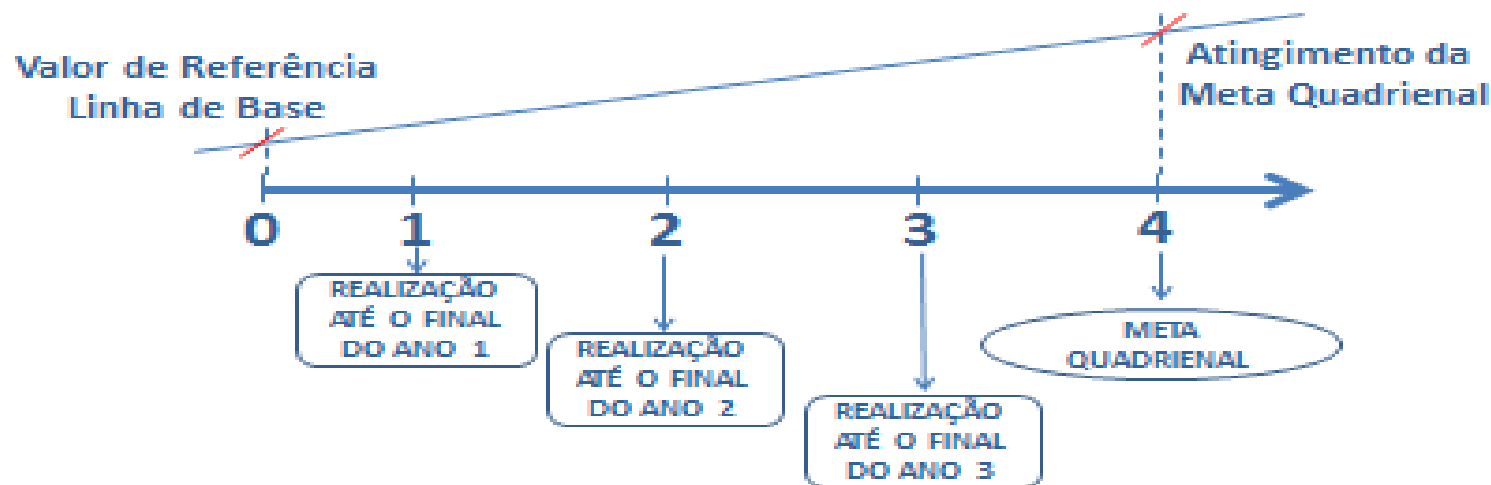 Valor de Referência
Linha de Base
Atingimento da
Meta Quadrienal
0
1
2
3
4
REALIZAÇÃO
ATÉ O FINAL
DO ANO 1
REALIZAÇÃO
ATÉ O FINAL
DO ANO 2
REALIZAÇÃO
ATÉ O FINAL
DO ANO 3
META
QUADRIENAL